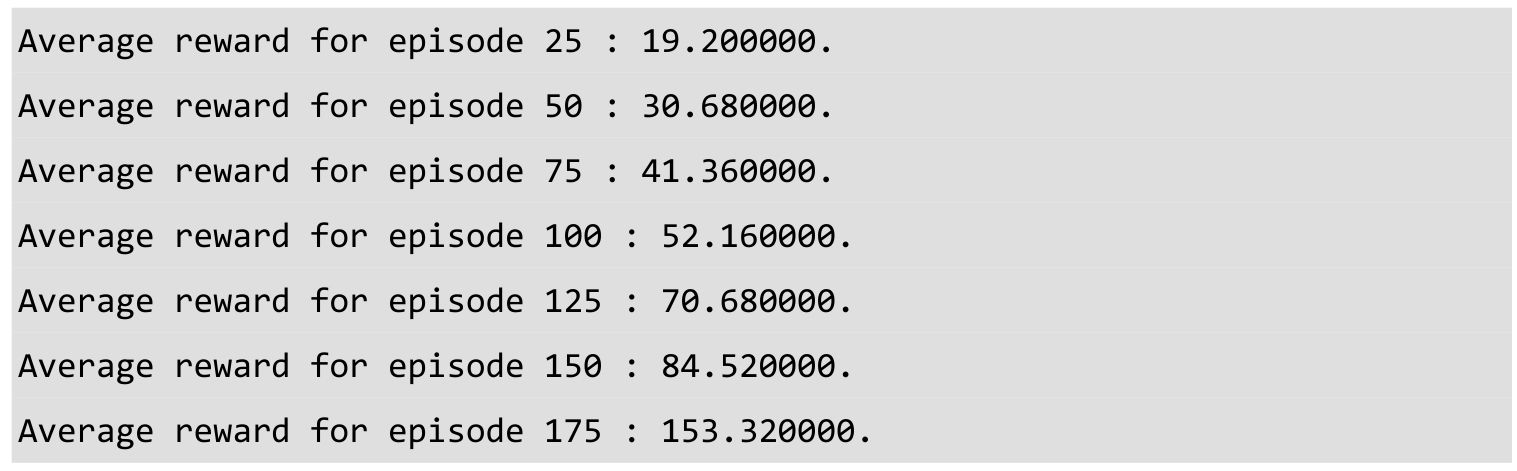 Average reward for episode 25 : 19.200000.
Average reward for episode 50 : 30.680000.
Average reward for episode 75 : 41.360000.
Average reward for episode 100 : 52.160000.
Average reward for episode 125 : 70.680000.
Average reward for episode 150 : 84.520000.
Average reward for episode 175 : 153.320000.